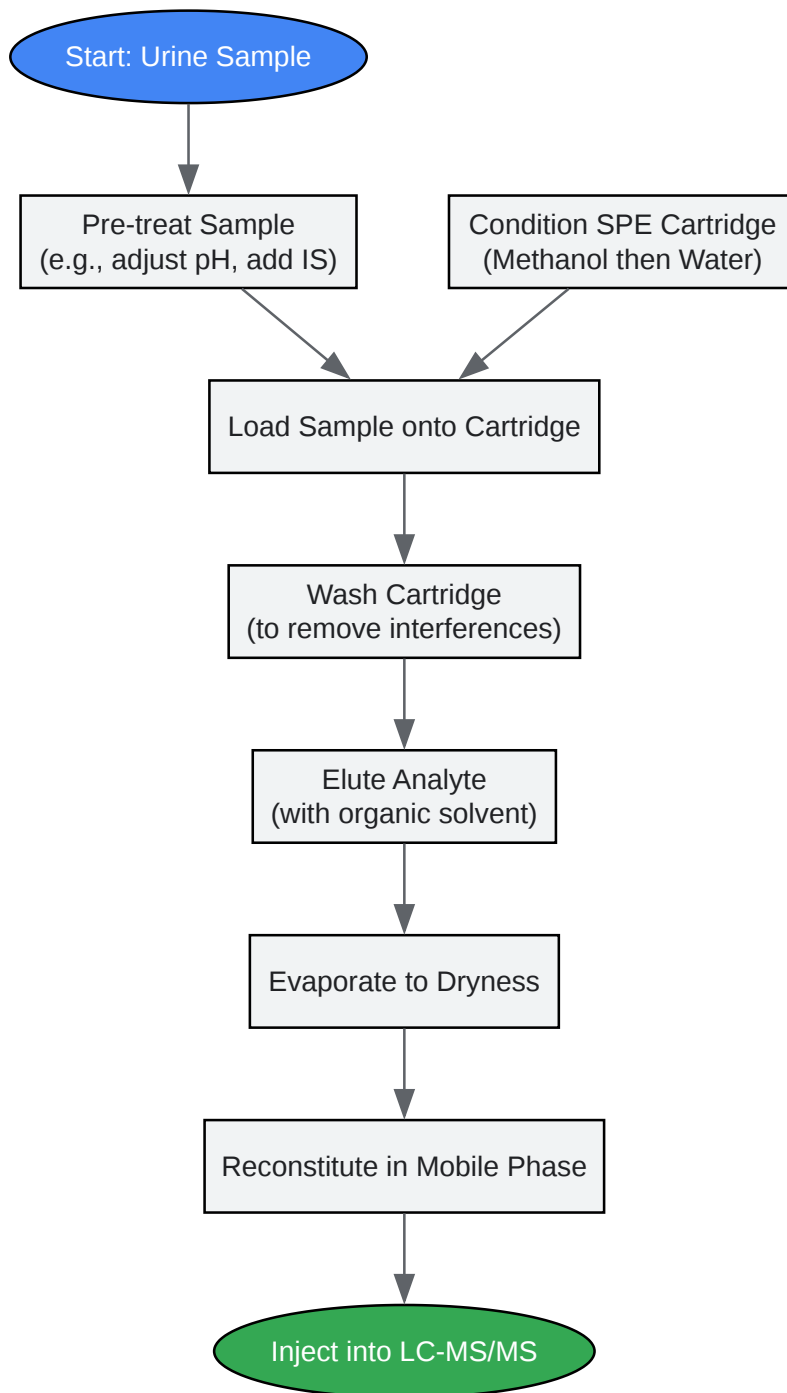 Start: Urine Sample
Pre-treat Sample
(e.g., adjust pH, add IS)
Condition SPE Cartridge
(Methanol then Water)
Load Sample onto Cartridge
Wash Cartridge
(to remove interferences)
Elute Analyte
(with organic solvent)
Evaporate to Dryness
Reconstitute in Mobile Phase
Inject into LC-MS/MS